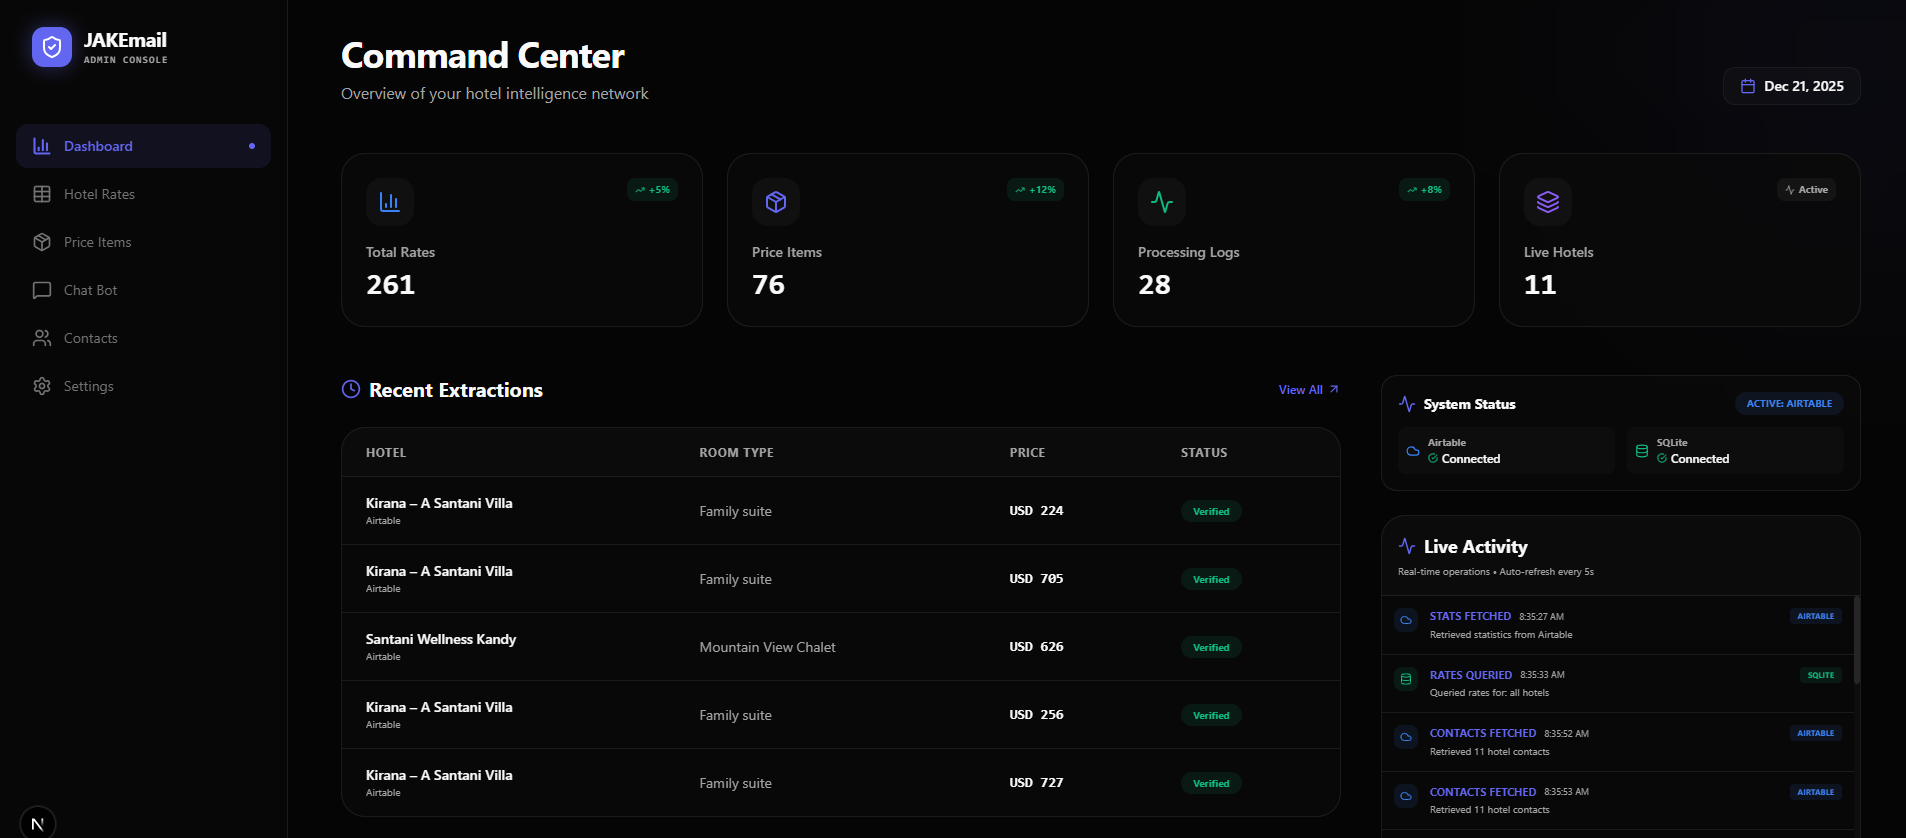 JAKEmail
ADMIN CONSOLE
Dashboard
Hotel Rates
Price Items
Chat Bot
Contacts
Settings
N
Command Center
Overview of your hotel intelligence network
Dec 21, 2025
+5%
Total Rates
261
+12%
Price Items
76
+8%
Processing Logs
28
Active
Live Hotels
11
Recent Extractions
View All
HOTEL ROOM TYPE PRICE STATUS
Kirana – A Santani Villa Family suite USD 224 Verified
Airtable
Kirana – A Santani Villa Family suite USD 705 Verified
Airtable
Santani Wellness Kandy Mountain View Chalet USD 626 Verified
Airtable
Kirana – A Santani Villa Family suite USD 256 Verified
Airtable
Kirana – A Santani Villa Family suite USD 727 Verified
Airtable
System Status
ACTIVE: AIRTABLE
Airtable
Connected
SQLite
Connected
Live Activity
Real-time operations • Auto-refresh every 5s
STATS FETCHED 8:35:27 AM AIRTABLE
Retrieved statistics from Airtable
RATES QUERIED 8:35:33 AM SQLITE
Queried rates for: all hotels
CONTACTS FETCHED 8:35:52 AM AIRTABLE
Retrieved 11 hotel contacts
CONTACTS FETCHED 8:35:53 AM AIRTABLE
Retrieved 11 hotel contacts